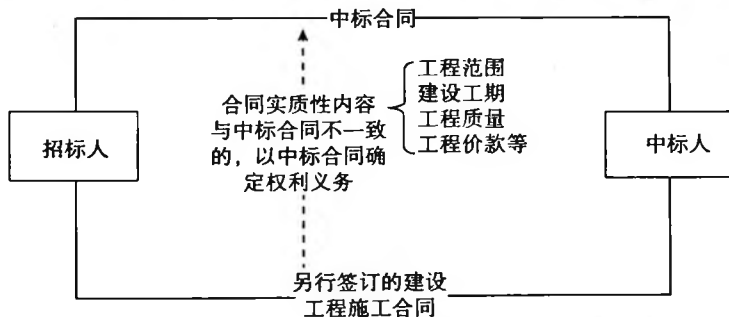 中标合同
合同实质性内容
与中标合同不一致
的，以中标合同确
定权利义务
工程范围
建设工期
工程质量
工程价款等
招标人
中标人
另行签订的建设
工程施工合同